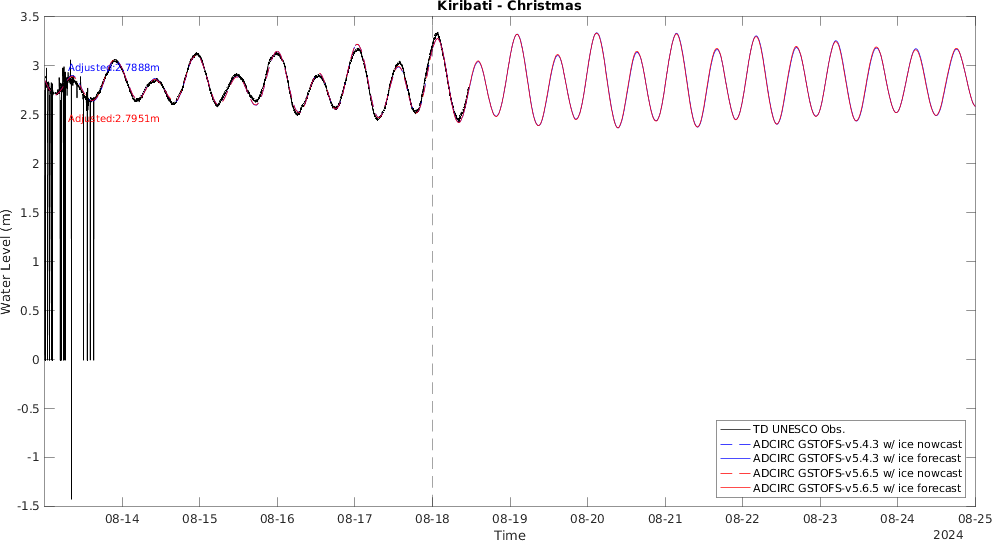 Kiribati - Christmas
3.5
3
2.5
2
1.5
1
0.5
0
-0.5
-1
-1.5
Water Level (m)
Adjusted:2.7888m
Adjusted:2.7951m
TD UNESCO Obs.
ADCIRC GSTOFS-v5.4.3 w/ ice nowcast
ADCIRC GSTOFS-v5.4.3 w/ ice forecast
ADCIRC GSTOFS-v5.6.5 w/ ice nowcast
ADCIRC GSTOFS-v5.6.5 w/ ice forecast
08-14 08-15 08-16 08-17 08-18 08-19 08-20 08-21 08-22 08-23 08-24 08-25
Time
2024